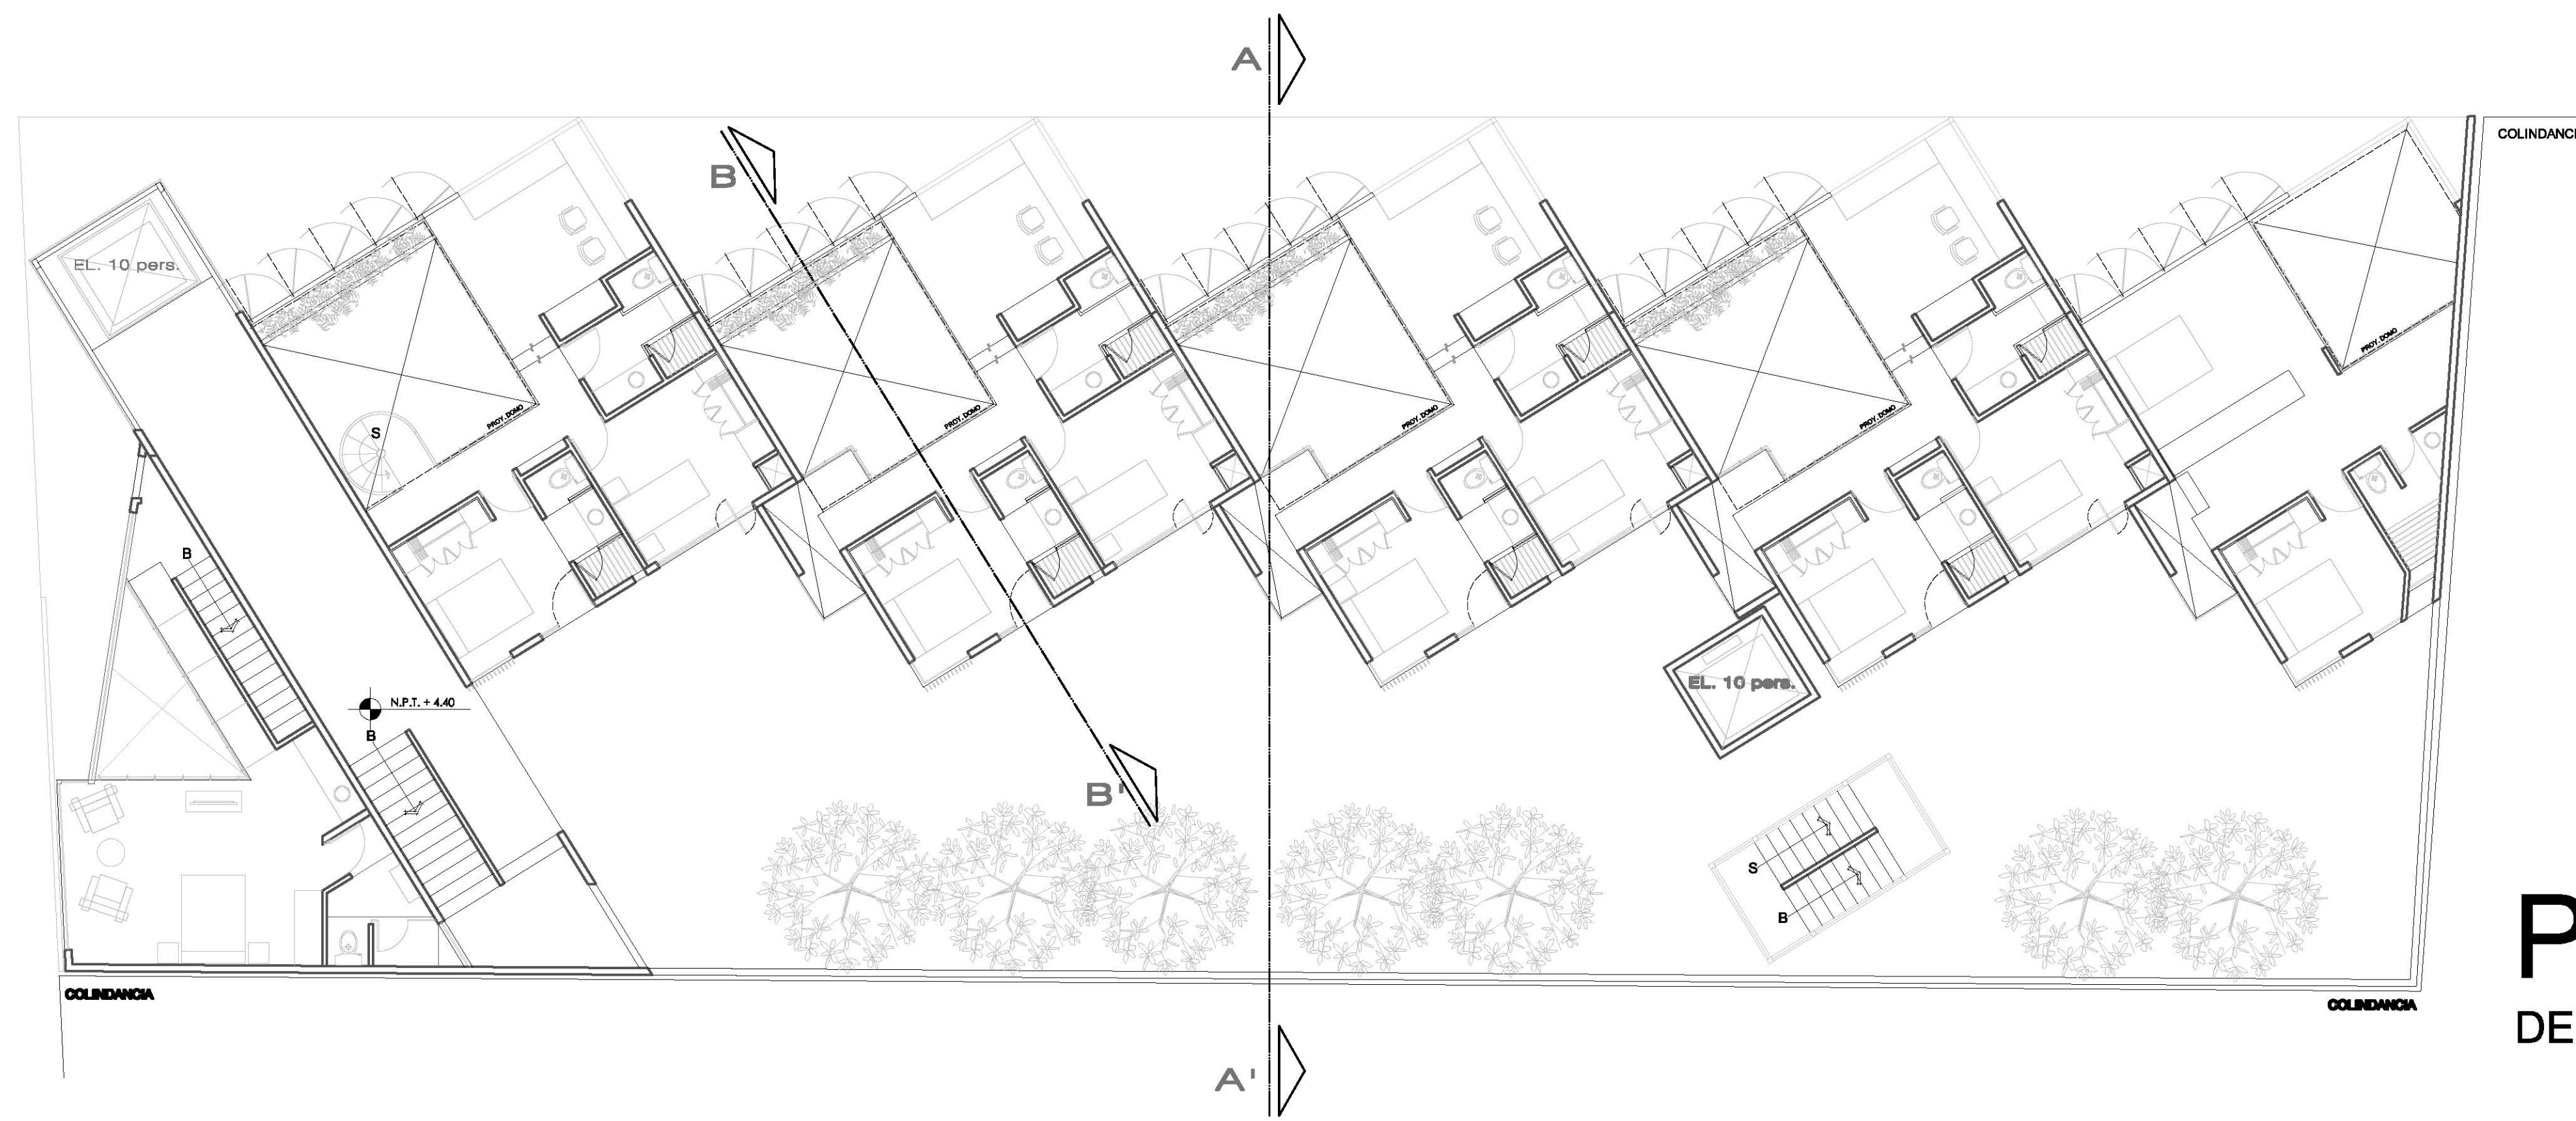 A
COLINDANCI
B
EL. 10 pers.
PROY. DOMO
PROY. DOMO
PROY. DOMO
PROY. DOMO
PROY. DOMO
S
B
EL. 10 pers.
N.P.T. + 4.40
B
B'
S
B
P
COLINDANCIA
COLINDANCIA
DE
A'